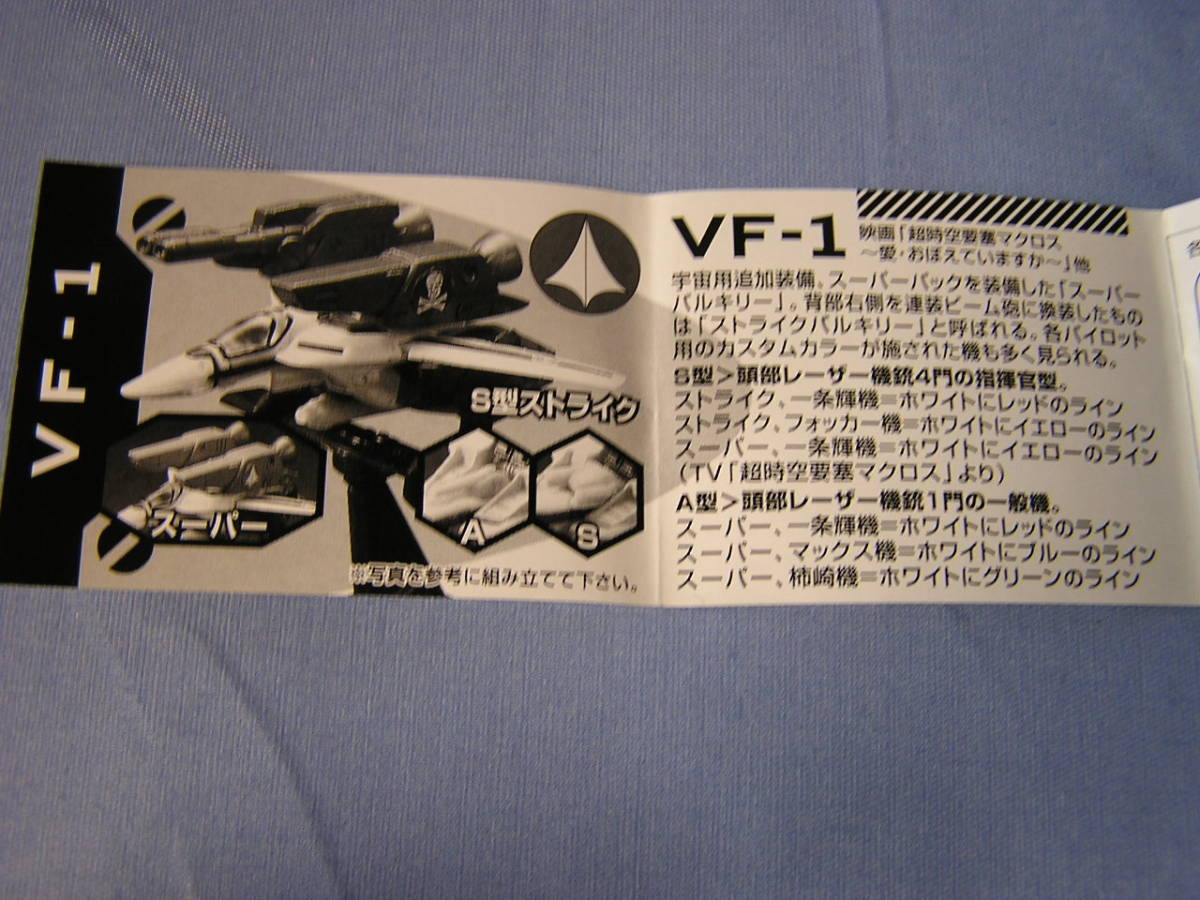 VF-1
S型ストライク
スーパー
A
S
※写真を参考に組み立てて下さい。
VF-1
映画「超時空要塞マクロス
～愛・おぼえていますか～」他
宇宙用追加装備、スーパーパックを装備した「スーパー
バルキリー」。背部右側を連装ビーム砲に換装したもの
は「ストライクバルキリー」と呼ばれる。各パイロット
用のカスタムカラーが施された機も多く見られる。
S型＞頭部レーザー機銃4門の指揮官型。
ストライク、一条輝機＝ホワイトにレッドのライン
ストライク、フォッカー機＝ホワイトにイエローのライン
スーパー、一条輝機＝ホワイトにイエローのライン
（TV「超時空要塞マクロス」より）
A型＞頭部レーザー機銃1門の一般機。
スーパー、一条輝機＝ホワイトにレッドのライン
スーパー、マックス機＝ホワイトにブルーのライン
スーパー、柿崎機＝ホワイトにグリーンのライン